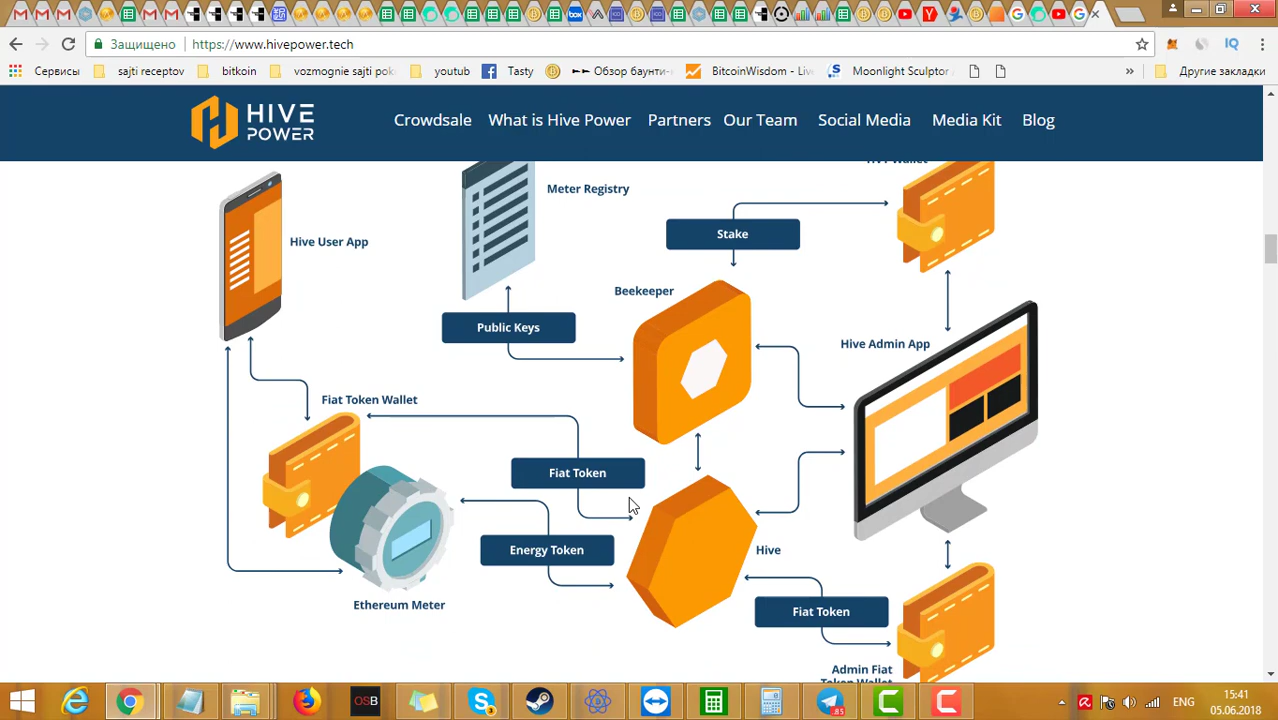 Защищено
https://www.hivepower.tech
Сервисы
sajti receptov
bitkoin
vozmognie sajti pok
youtube
Tasty
►► Обзор баунти-
BitcoinWisdom - Liv
Moonlight Sculptor
»
Другие закладки
HIVE
POWER
Crowdsale
What is Hive Power
Partners
Our Team
Social Media
Media Kit
Blog
Meter Registry
Hive User App
Stake
Beekeeper
Public Keys
Hive Admin App
Fiat Token Wallet
Fiat Token
Energy Token
Hive
Ethereum Meter
Fiat Token
Admin Fiat
OSB
85
ENG
15:41
05.06.2018